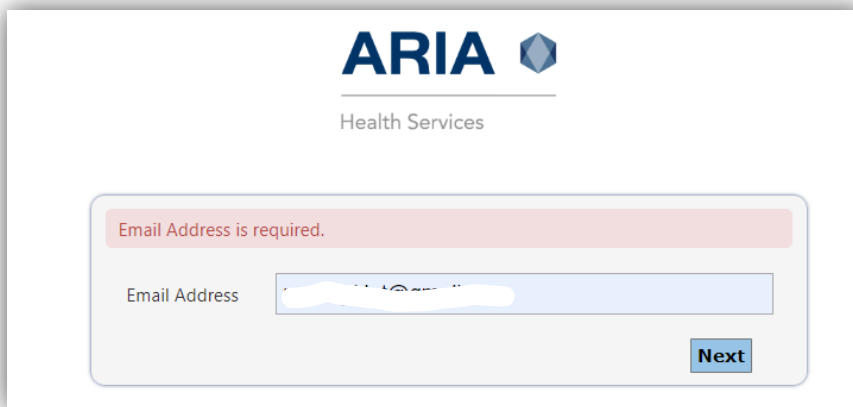 ARIA
Health Services
Email Address is required.
Email Address
Next